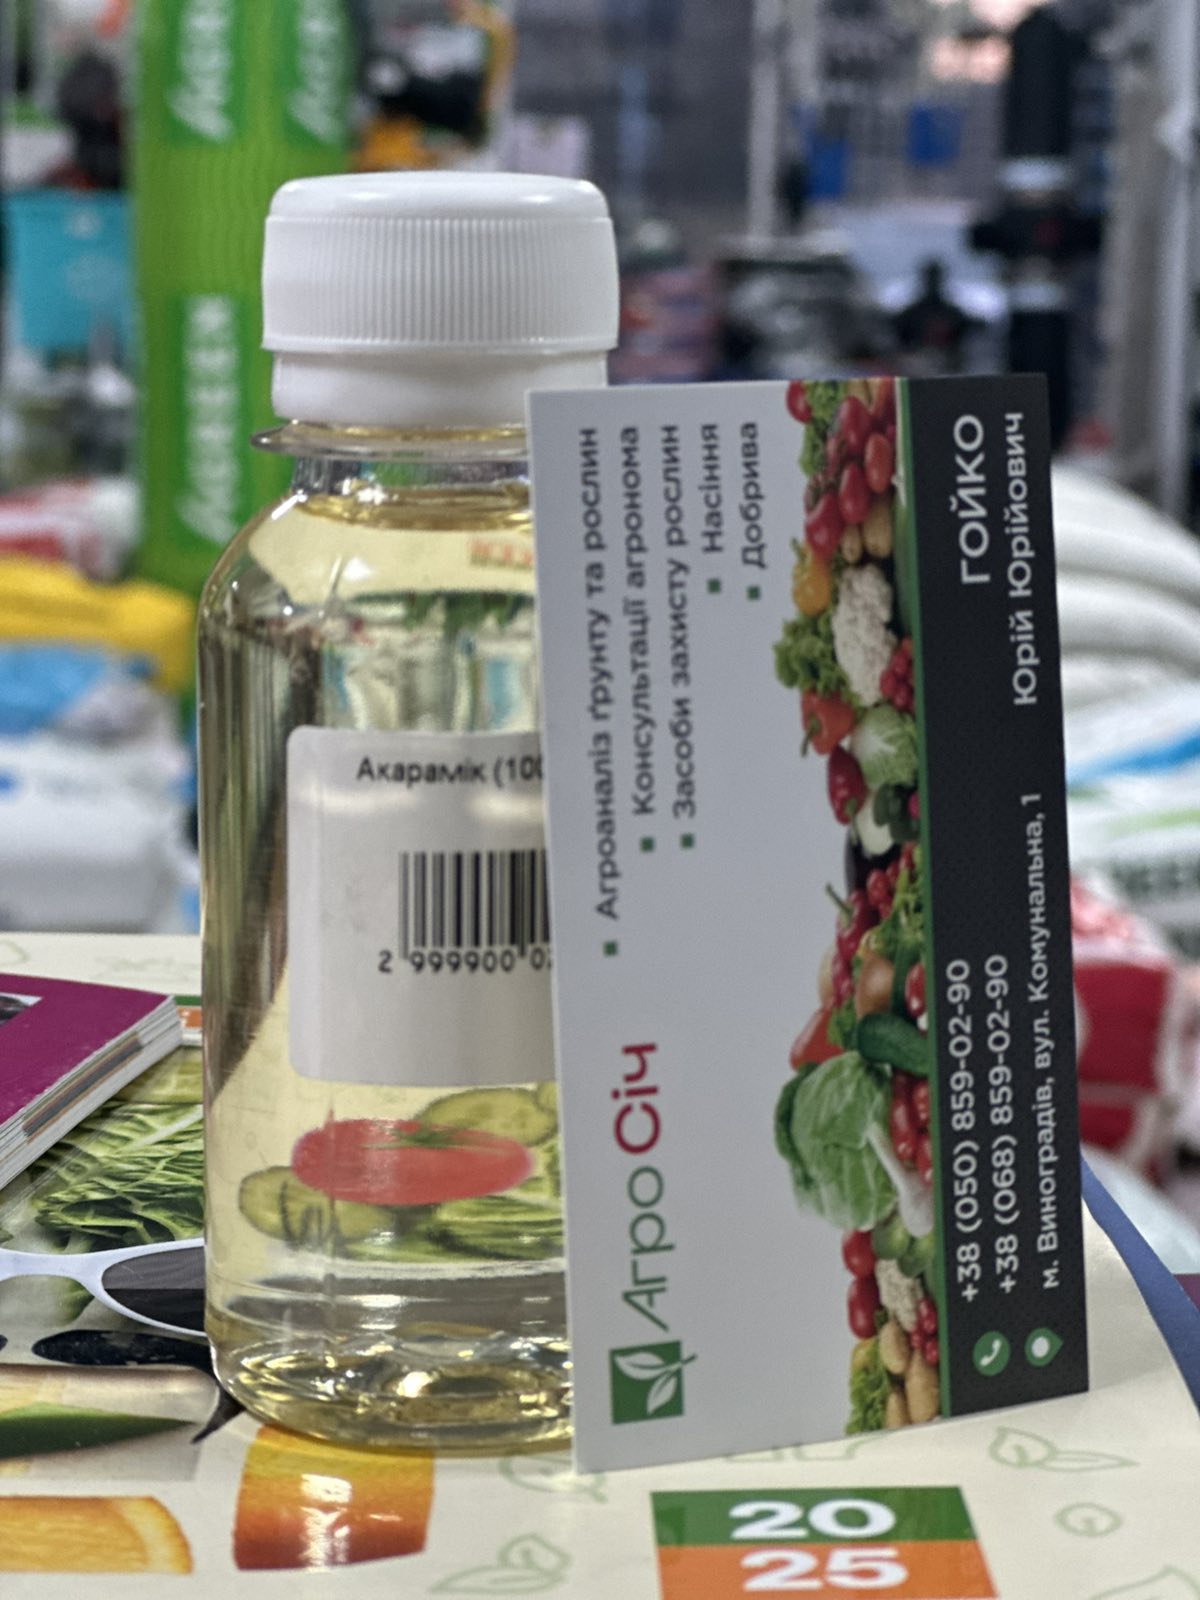 Акарамік (100
2 999900 02
АгроСіч
Агроаналіз ґрунту та рослин
Консультації агронома
Засоби захисту рослин
Насіння
Добрива
ГОЙКО
Юрій Юрійович
+38 (050) 859-02-90
+38 (068) 859-02-90
м. Виноградів, вул. Комунальна, 1
20
25